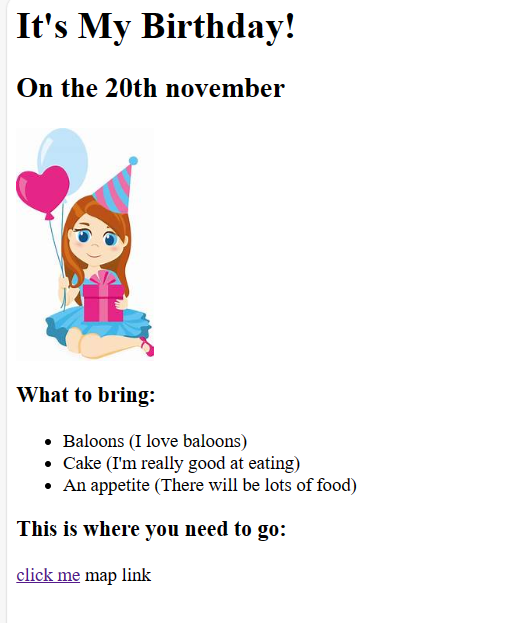 It's My Birthday!
On the 20th november
What to bring:
Baloons (I love baloons)
Cake (I'm really good at eating)
An appetite (There will be lots of food)
This is where you need to go:
click me map link